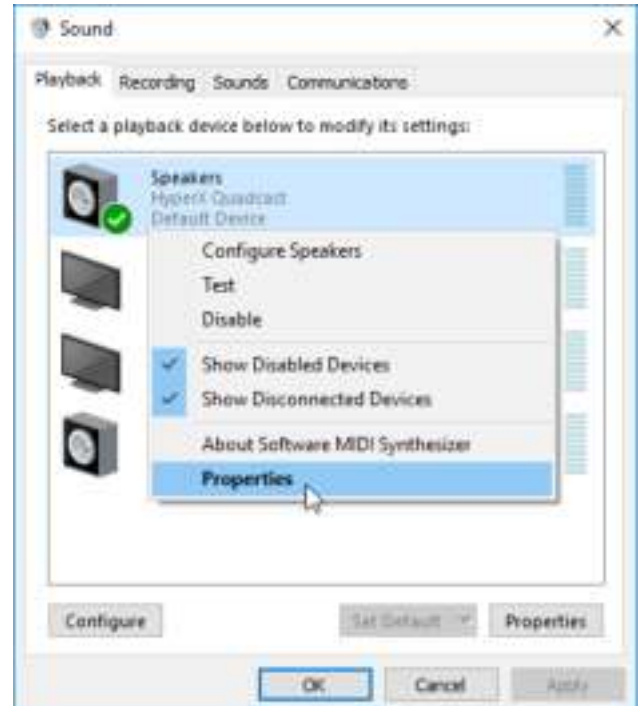 Sound
Playback Recording Sounds Communications
Select a playback device below to modify its settings:
Speakers
HyperX Quadcast
Default Device
Configure Speakers
Test
Disable
Show Disabled Devices
Show Disconnected Devices
About Software MIDI Synthesizer
Properties
Configure Set Default Properties
OK Cancel Apply